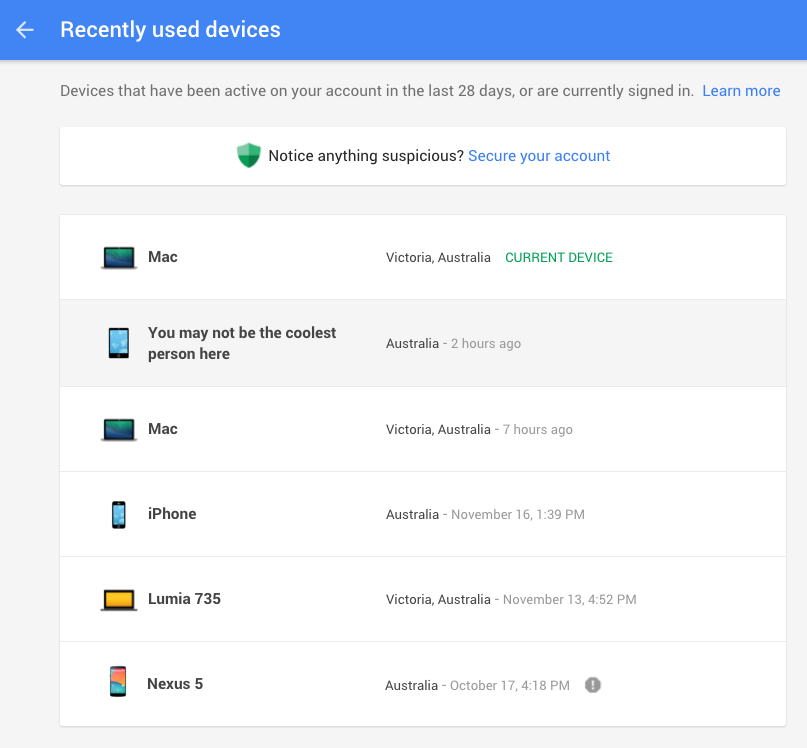 Recently used devices
Devices that have been active on your account in the last 28 days, or are currently signed in. Learn more
Notice anything suspicious? Secure your account
Mac Victoria, Australia CURRENT DEVICE
You may not be the coolest
person here
Australia - 2 hours ago
Mac Victoria, Australia - 7 hours ago
iPhone Australia - November 16, 1:39 PM
Lumia 735 Victoria, Australia - November 13, 4:52 PM
Nexus 5 Australia - October 17, 4:18 PM